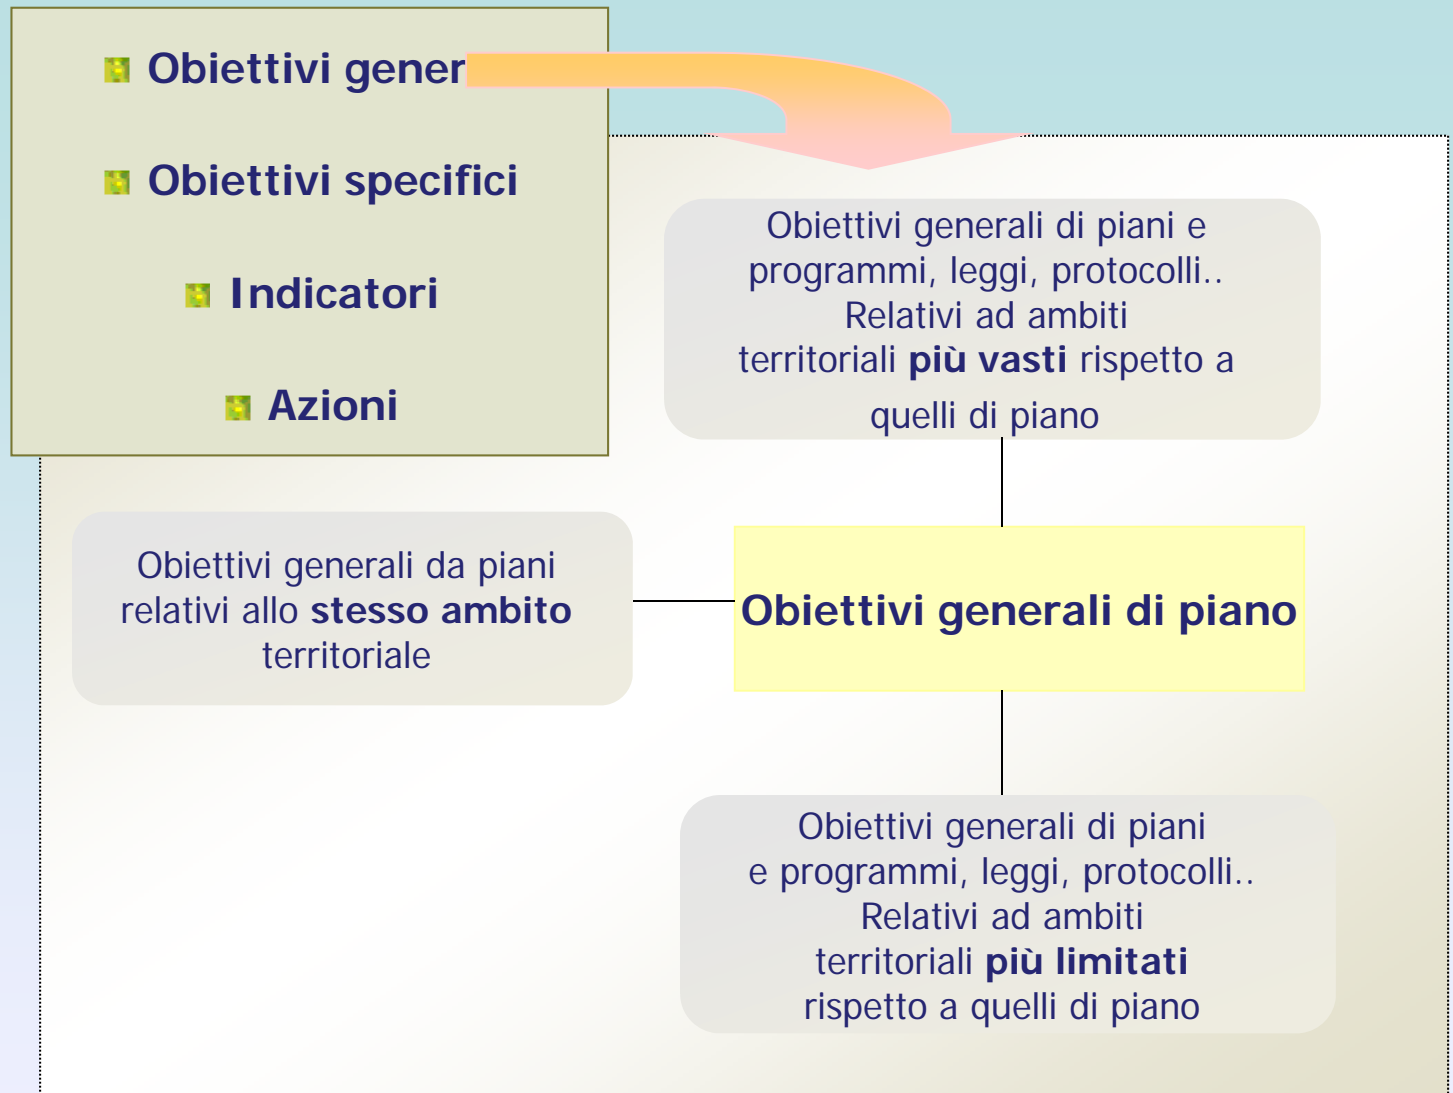 Obiettivi gener
Obiettivi specifici
Indicatori
Azioni
Obiettivi generali di piani e
programmi, leggi, protocolli..
Relativi ad ambiti
territoriali più vasti rispetto a
quelli di piano
Obiettivi generali da piani
relativi allo stesso ambito
territoriale
Obiettivi generali di piano
Obiettivi generali di piani
e programmi, leggi, protocolli..
Relativi ad ambiti
territoriali più limitati
rispetto a quelli di piano